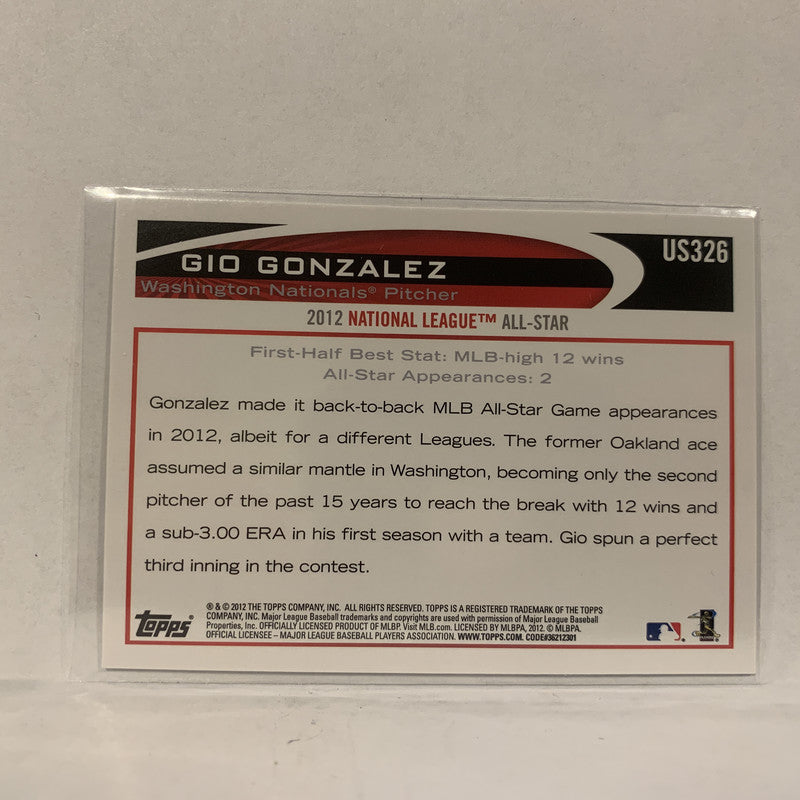 GIO GONZALEZ
US326
Washington Nationals® Pitcher
2012 NATIONAL LEAGUE™ ALL-STAR
First-Half Best Stat: MLB-high 12 wins
All-Star Appearances: 2
Gonzalez made it back-to-back MLB All-Star Game appearances
in 2012, albeit for a different Leagues. The former Oakland ace
assumed a similar mantle in Washington, becoming only the second
pitcher of the past 15 years to reach the break with 12 wins and
a sub-3.00 ERA in his first season with a team. Gio spun a perfect
third inning in the contest.
Topps
® & © 2012 THE TOPPS COMPANY, INC. ALL RIGHTS RESERVED. TOPPS IS A REGISTERED TRADEMARK OF THE TOPPS
COMPANY, INC. Major League Baseball trademarks and copyrights are used with permission of Major League Baseball
Properties, Inc. OFFICIALLY LICENSED PRODUCT OF MLBP. Visit MLB.com. LICENSED BY MLBPA, 2012. © MLBPA.
OFFICIAL LICENSEE – MAJOR LEAGUE BASEBALL PLAYERS ASSOCIATION. WWW.TOPPS.COM. CODE#36212301